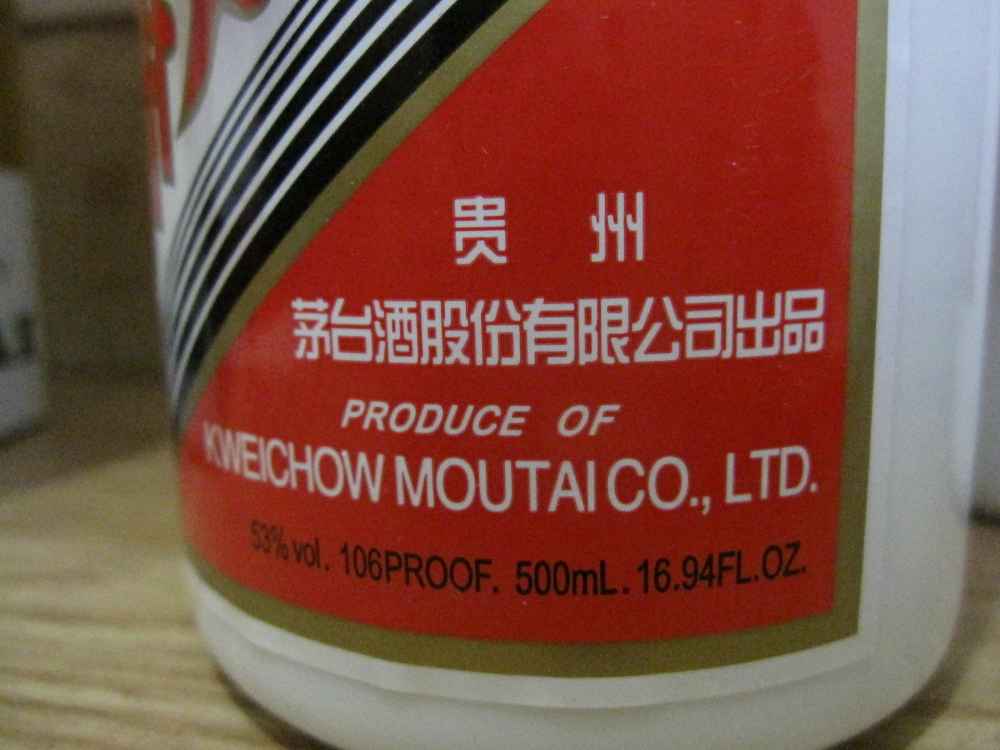 贵州
茅台酒股份有限公司出品
PRODUCE OF
KWEICHOW MOUTAI CO., LTD.
53% vol. 106PROOF. 500mL. 16.94FL.OZ.